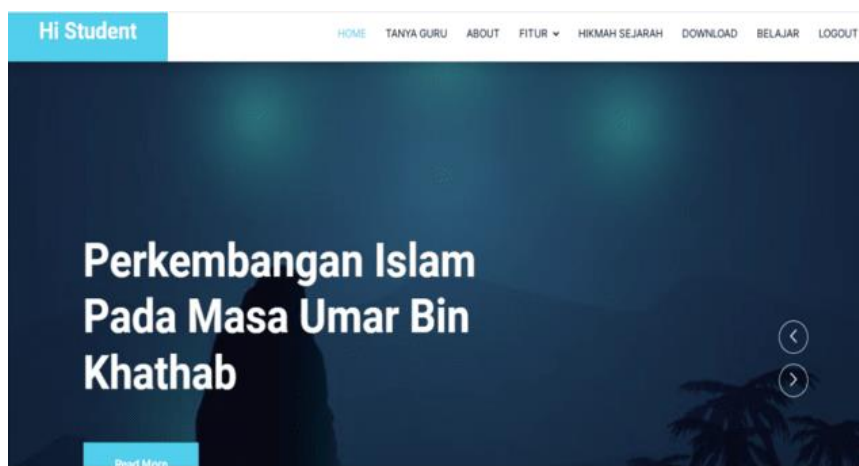 Hi Student
HOME TANYA GURU ABOUT FITUR HIKMAH SEJARAH DOWNLOAD BELAJAR LOGOUT
Perkembangan Islam
Pada Masa Umar Bin
Khathab
Read More